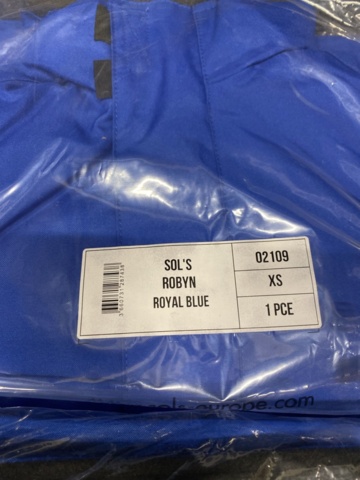 SOL'S
ROBYN
ROYAL BLUE
02109
XS
1 PCE